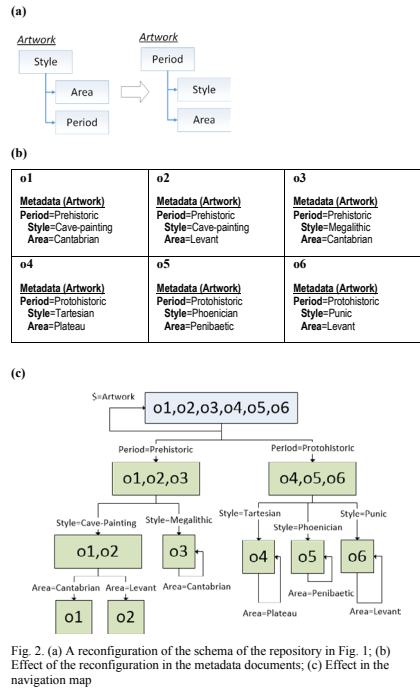 (a)
Artwork
Style
Area
Period
Artwork
Period
Style
Area
(b)
o1
Metadata (Artwork)
Period=Prehistoric
Style=Cave-painting
Area=Cantabrian
o2
Metadata (Artwork)
Period=Prehistoric
Style=Cave-painting
Area=Levant
o3
Metadata (Artwork)
Period=Prehistoric
Style=Megalithic
Area=Cantabrian
o4
Metadata (Artwork)
Period=Protohistoric
Style=Tartesian
Area=Plateau
o5
Metadata (Artwork)
Period=Protohistoric
Style=Phoenician
Area=Penibaetic
o6
Metadata (Artwork)
Period=Protohistoric
Style=Punic
Area=Levant
(c)
$=Artwork
o1,o2,o3,o4,o5,o6
Period=Prehistoric
Period=Protohistoric
o1,o2,o3
o4,o5,o6
Style=Cave-Painting
Style=Megalithic
Style=Tartesian
Style=Phoenician
Style=Punic
o1,o2
o3
o4
o5
o6
Area=Cantabrian
Area=Levant
Area=Cantabrian
Area=Penibaetic
Area=Plateau
Area=Levant
o1
o2
Fig. 2. (a) A reconfiguration of the schema of the repository in Fig. 1; (b)
Effect of the reconfiguration in the metadata documents; (c) Effect in the
navigation map